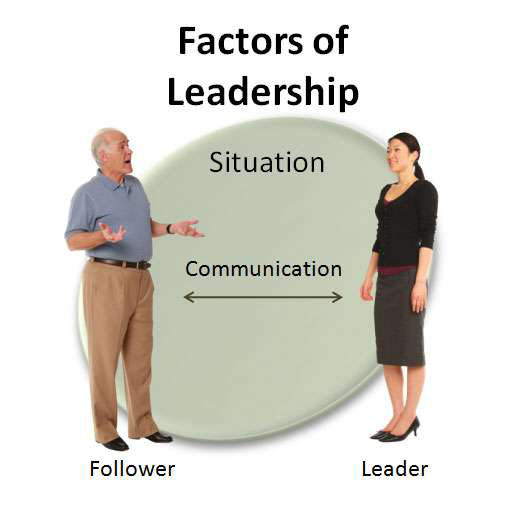 Factors of
Leadership
Situation
Communication
Follower
Leader